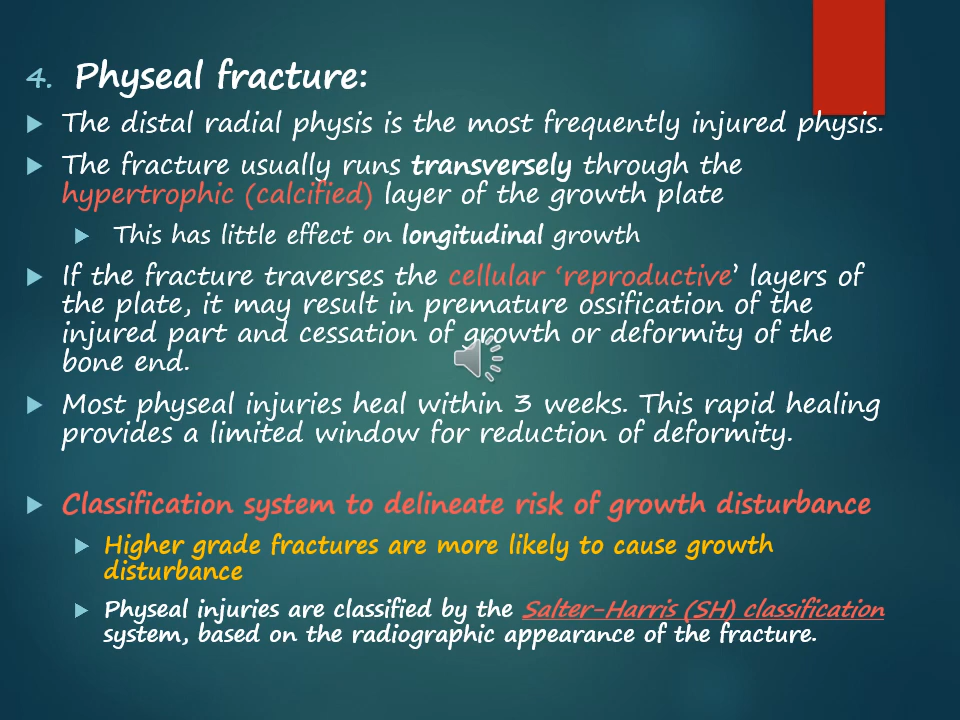 4. Physeal fracture:
The distal radial physis is the most frequently injured physis.
The fracture usually runs transversely through the
hypertrophic (calcified) layer of the growth plate
This has little effect on longitudinal growth
If the fracture traverses the cellular ‘reproductive’ layers of
the plate, it may result in premature ossification of the
injured part and cessation of growth or deformity of the
bone end.
Most physeal injuries heal within 3 weeks. This rapid healing
provides a limited window for reduction of deformity.
Classification system to delineate risk of growth disturbance
Higher grade fractures are more likely to cause growth
disturbance
Physeal injuries are classified by the Salter-Harris (SH) classification
system, based on the radiographic appearance of the fracture.